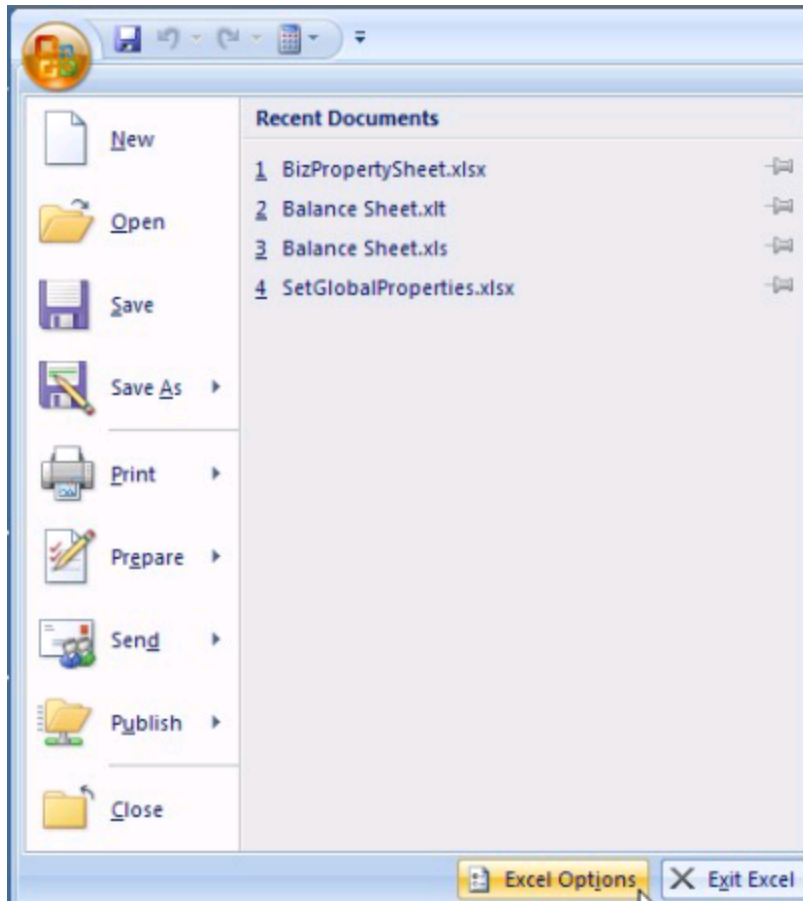 New
Open
Save
Save As
Print
Prepare
Send
Publish
Close
Recent Documents
1 BizPropertySheet.xlsx
2 Balance Sheet.xlt
3 Balance Sheet.xls
4 SetGlobalProperties.xlsx
Excel Options
Exit Excel